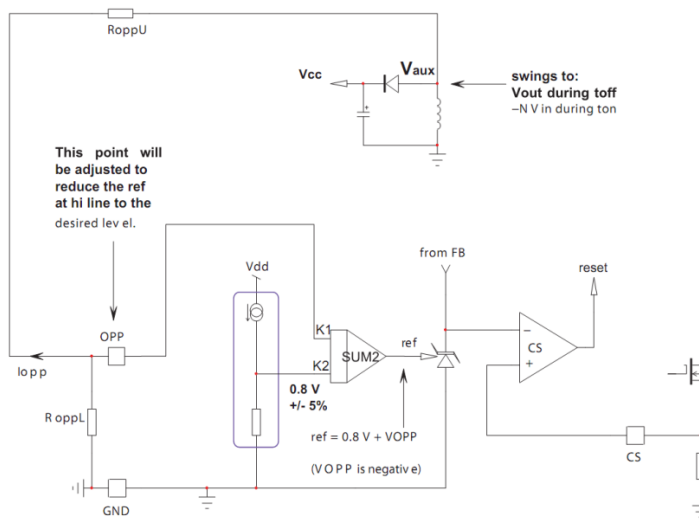 RoppU
Vcc
Vaux
swings to:
Vout during toff
–N V in during ton
+
This point will
be adjusted to
reduce the ref
at hi line to the
desired lev el.
from FB
Vdd
reset
OPP
K1
ref
–
CS
SUM2
K2
+
Iopp
0.8 V
+/- 5%
R oppL
ref = 0.8 V + VOPP
(V O P P is negativ e)
CS
GND